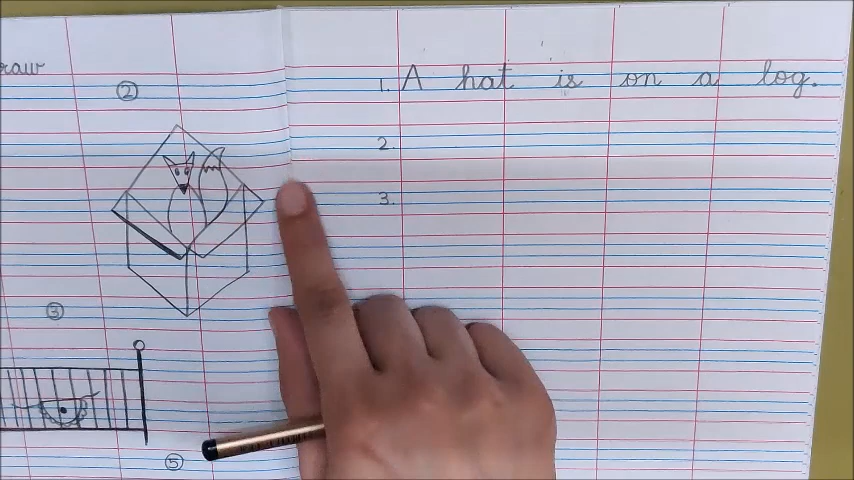 raw
②
1. A hat is on a log.
2.
3.
③
⑤